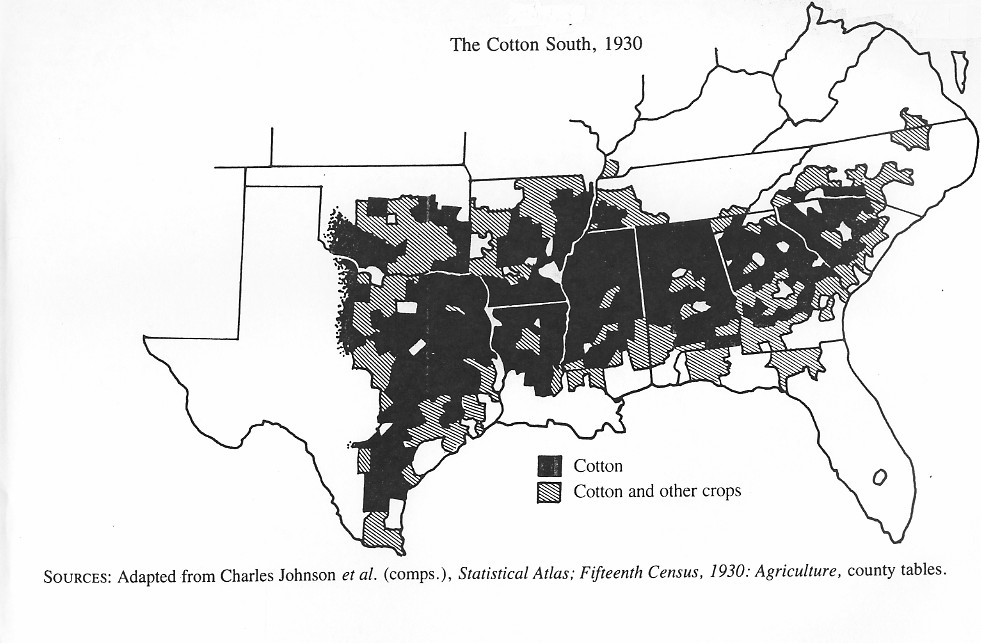 The Cotton South, 1930
Cotton
Cotton and other crops
SOURCES: Adapted from Charles Johnson et al. (comps.), Statistical Atlas; Fifteenth Census, 1930: Agriculture, county tables.